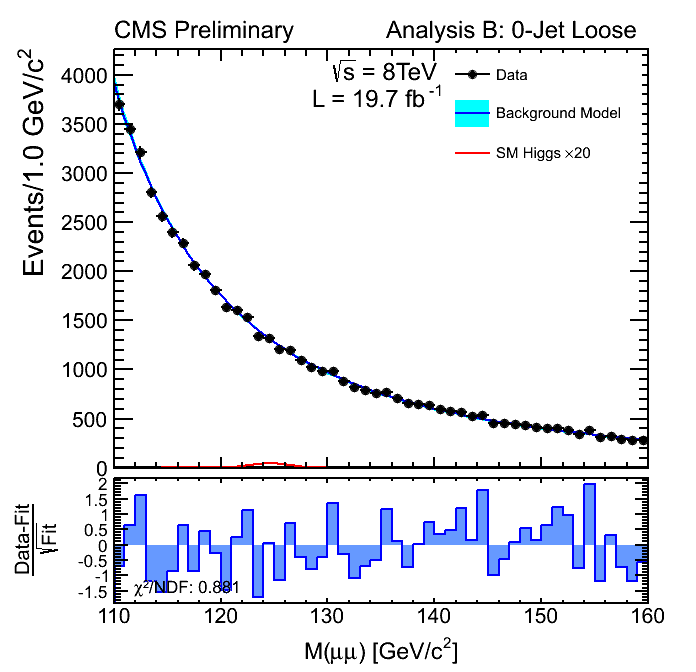 CMS Preliminary
Analysis B: 0-Jet Loose
√s = 8TeV
L = 19.7 fb⁻¹
Data
Background Model
SM Higgs ×20
Events/1.0 GeV/c²
4000
3500
3000
2500
2000
1500
1000
500
0
Data-Fit
√Fit
2
1.5
1
0.5
0
-0.5
-1
-1.5
χ²/NDF: 0.881
110 120 130 140 150 160
M(μμ) [GeV/c²]